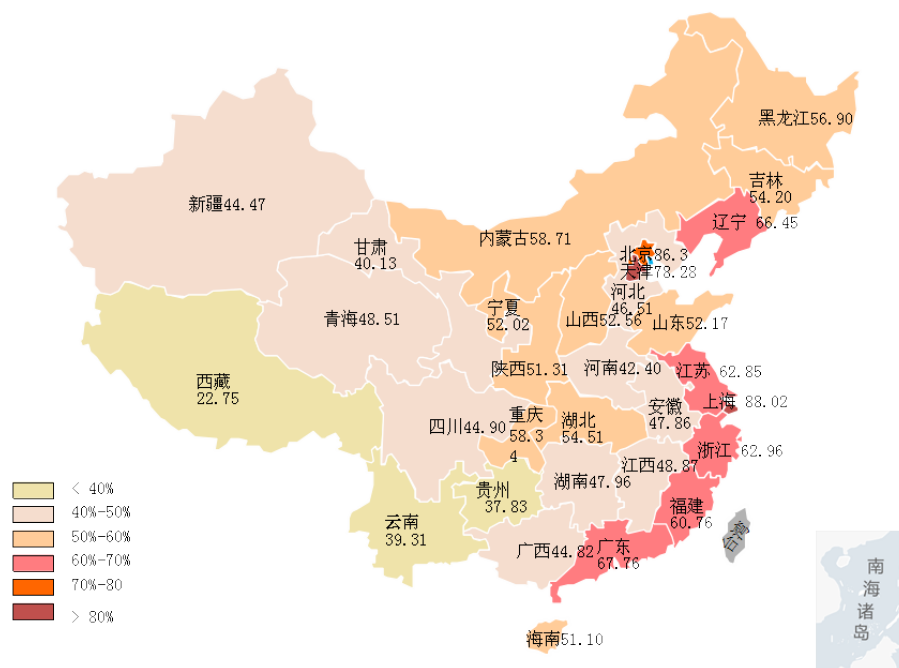 黑龙江56.90
吉林
54.20
辽宁 66.45
新疆44.47
内蒙古58.71
甘肃
40.13
北京86.3
天津78.28
河北
46.51
宁夏
52.02
青海48.51
山西52.56
山东52.17
陕西51.31
河南42.40
江苏 62.85
西藏
22.75
上海 88.02
安徽
47.86
重庆
58.3
4
湖北
54.51
四川44.90
浙江 62.96
江西48.87
湖南47.96
贵州
37.83
福建
60.76
云南
39.31
台湾
广西44.82
广东
67.76
海南51.10
< 40%
40%-50%
50%-60%
60%-70%
70%-80
> 80%
南
海
诸
岛